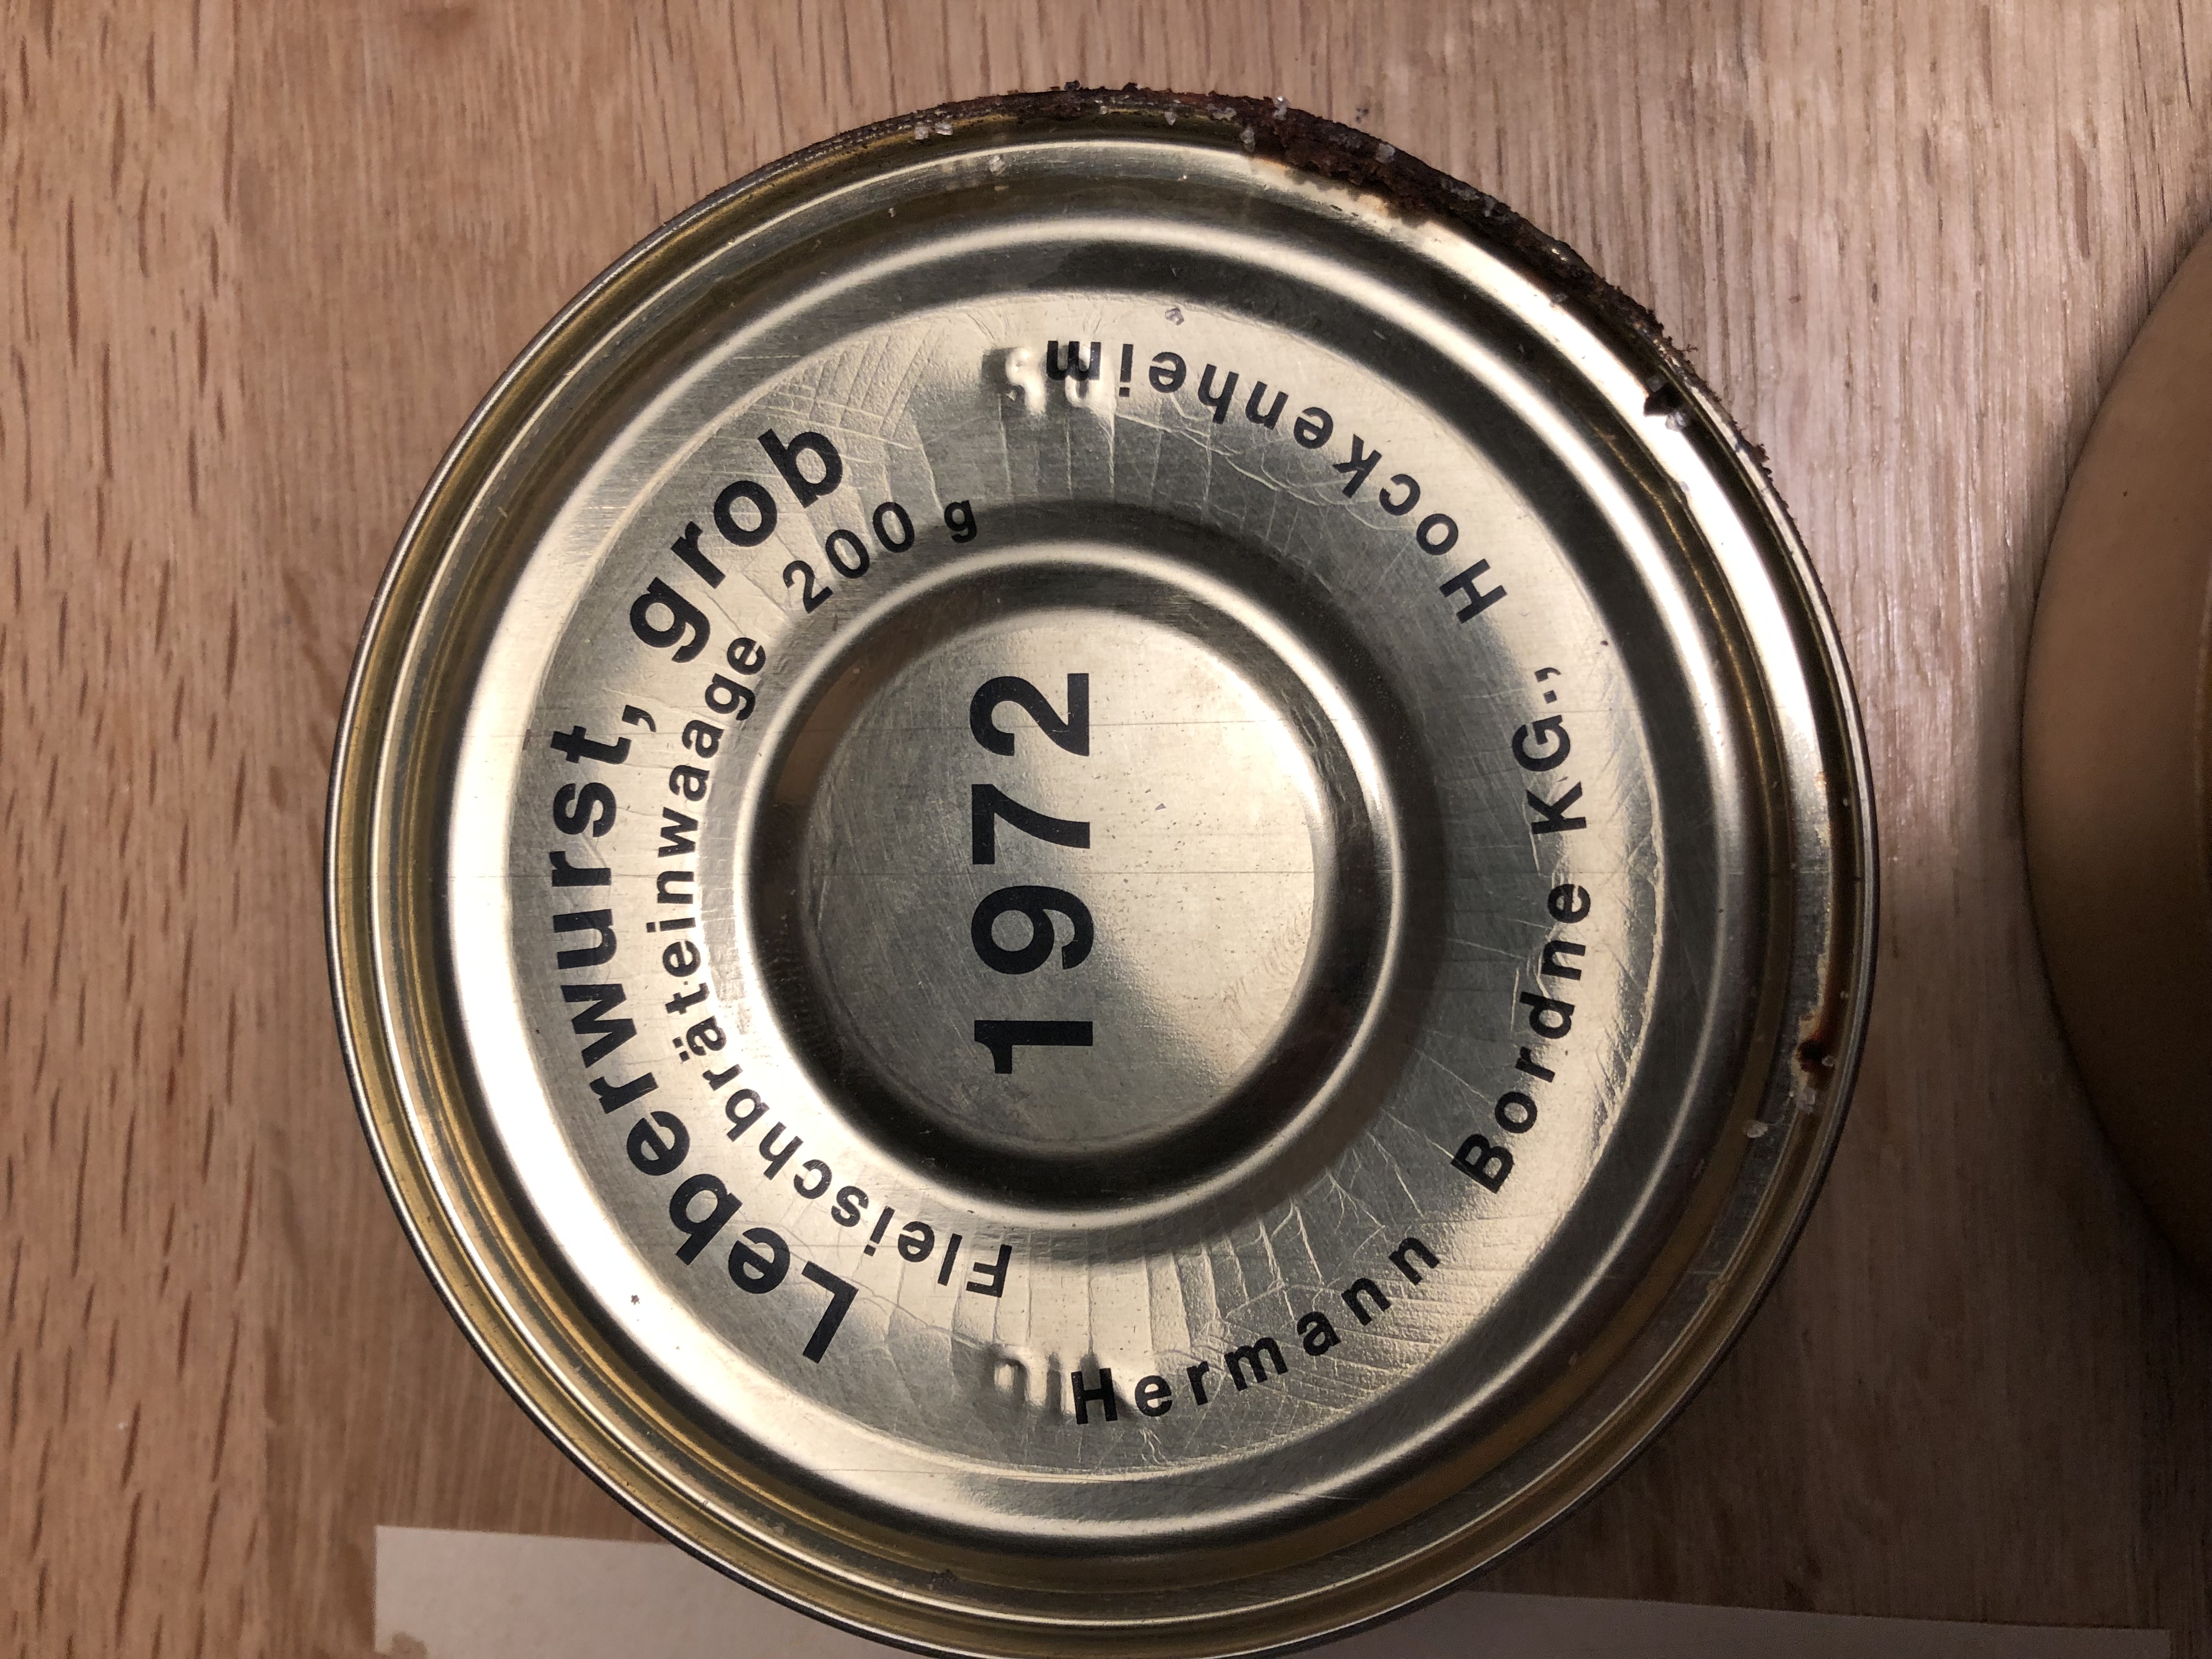 Leberwurst, grob
Fleischbräteinwaage 200 g
1972
Hermann Bordne KG., Hockenheim